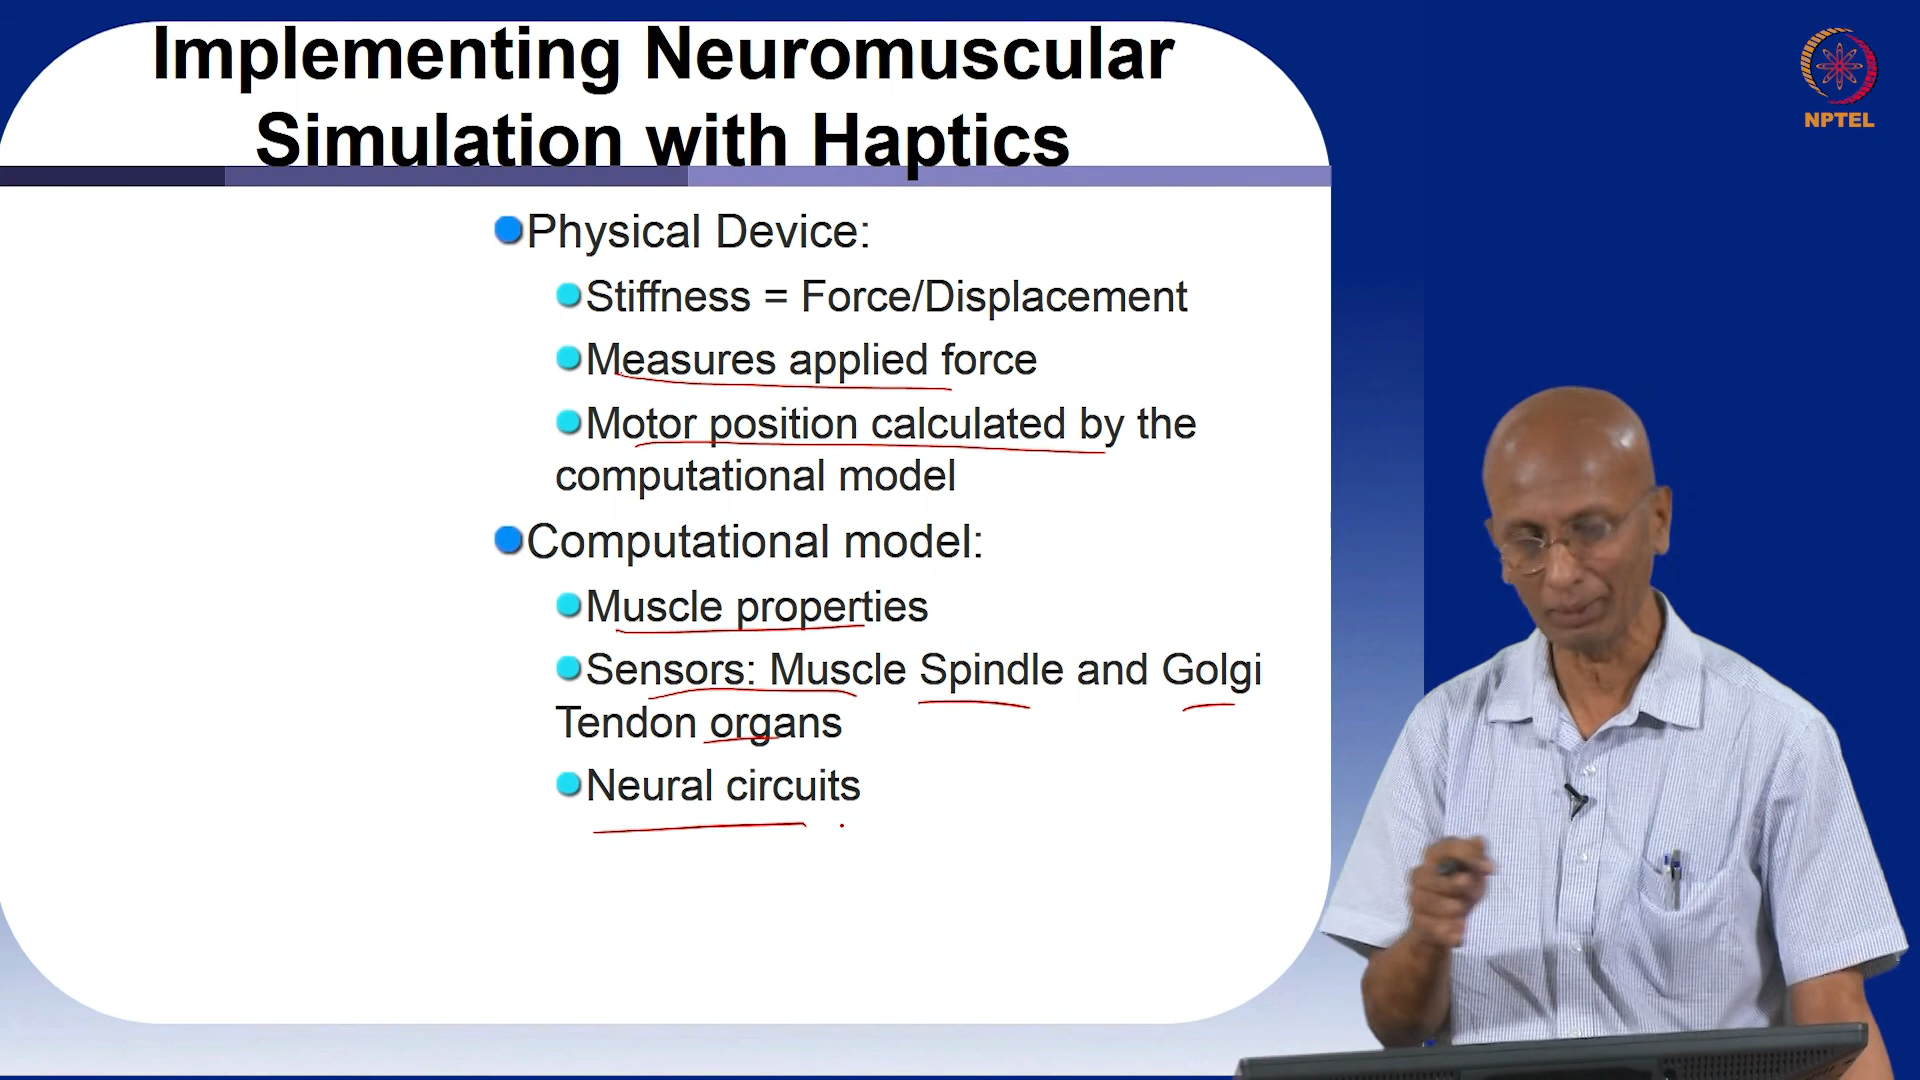 Implementing Neuromuscular
Simulation with Haptics
NPTEL
Physical Device:
Stiffness = Force/Displacement
Measures applied force
Motor position calculated by the
computational model
Computational model:
Muscle properties
Sensors: Muscle Spindle and Golgi
Tendon organs
Neural circuits